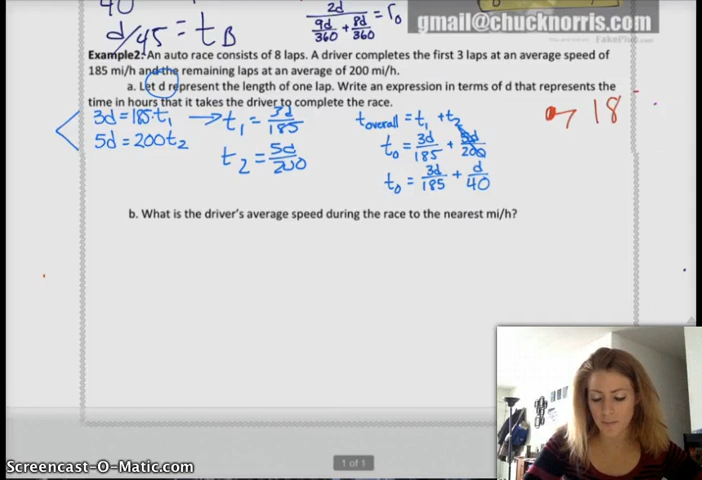 40
d/45 = tB
2d
9d/360 + 8d/360 = ro
gmail@chucknorris.com
Example2: An auto race consists of 8 laps. A driver completes the first 3 laps at an average speed of
185 mi/h and the remaining laps at an average of 200 mi/h.
a. Let d represent the length of one lap. Write an expression in terms of d that represents the
time in hours that it takes the driver to complete the race.
3d = 185·t1 → t1 = 3d/185
5d = 200t2
t2 = 5d/200
toverall = t1 + t2
to = 3d/185 + 5d/200
to = 3d/185 + d/40
18
b. What is the driver's average speed during the race to the nearest mi/h?
1 of 1
Screencast-O-Matic.com